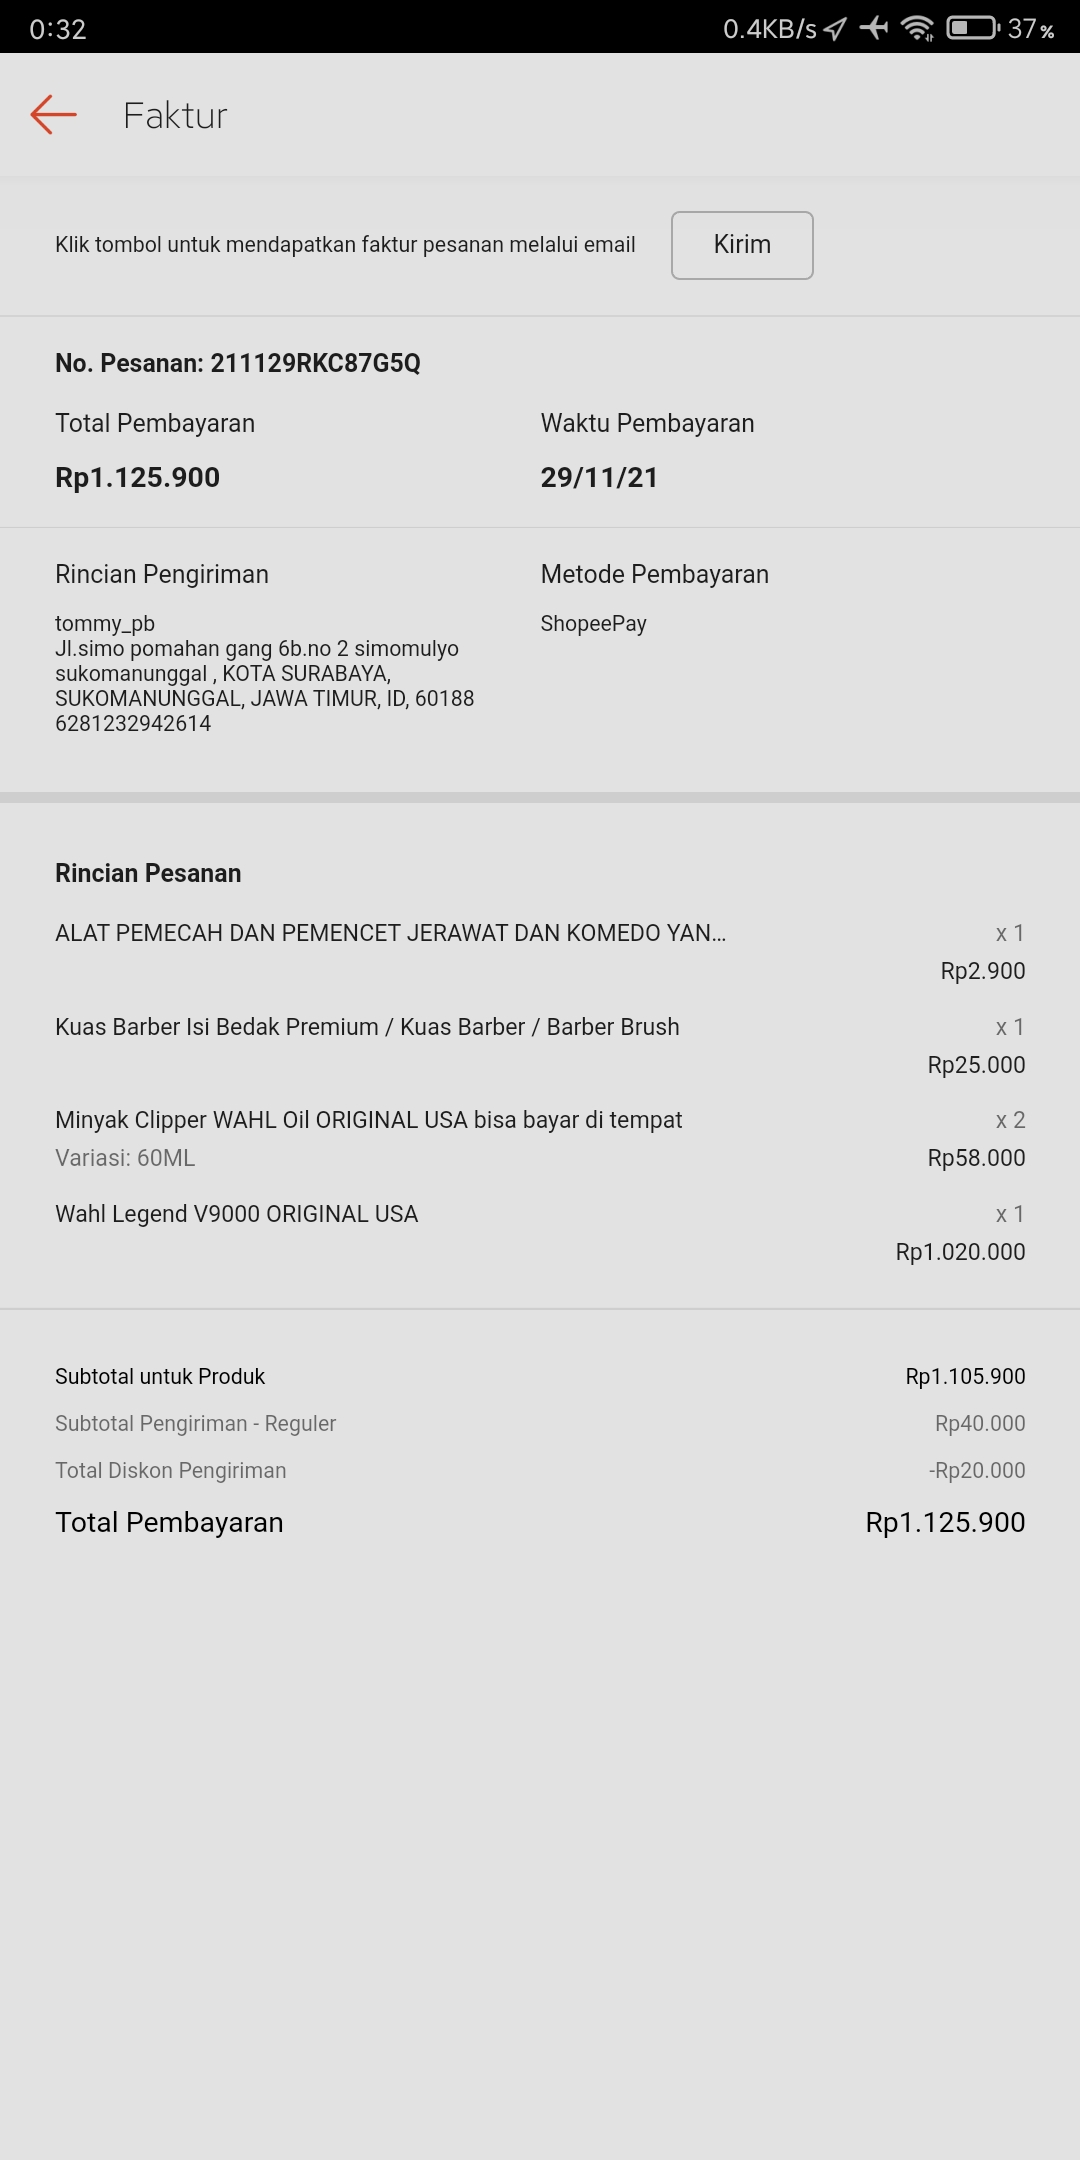 0:32 0.4KB/s 37%
Faktur
Klik tombol untuk mendapatkan faktur pesanan melalui email Kirim
No. Pesanan: 211129RKC87G5Q
Total Pembayaran Waktu Pembayaran
Rp1.125.900 29/11/21
Rincian Pengiriman Metode Pembayaran
tommy_pb ShopeePay
Jl.simo pomahan gang 6b.no 2 simomulyo
sukomanunggal , KOTA SURABAYA,
SUKOMANUNGGAL, JAWA TIMUR, ID, 60188
6281232942614
Rincian Pesanan
ALAT PEMECAH DAN PEMENCET JERAWAT DAN KOMEDO YAN... x 1
Rp2.900
Kuas Barber Isi Bedak Premium / Kuas Barber / Barber Brush x 1
Rp25.000
Minyak Clipper WAHL Oil ORIGINAL USA bisa bayar di tempat x 2
Variasi: 60ML Rp58.000
Wahl Legend V9000 ORIGINAL USA x 1
Rp1.020.000
Subtotal untuk Produk Rp1.105.900
Subtotal Pengiriman - Reguler Rp40.000
Total Diskon Pengiriman -Rp20.000
Total Pembayaran Rp1.125.900